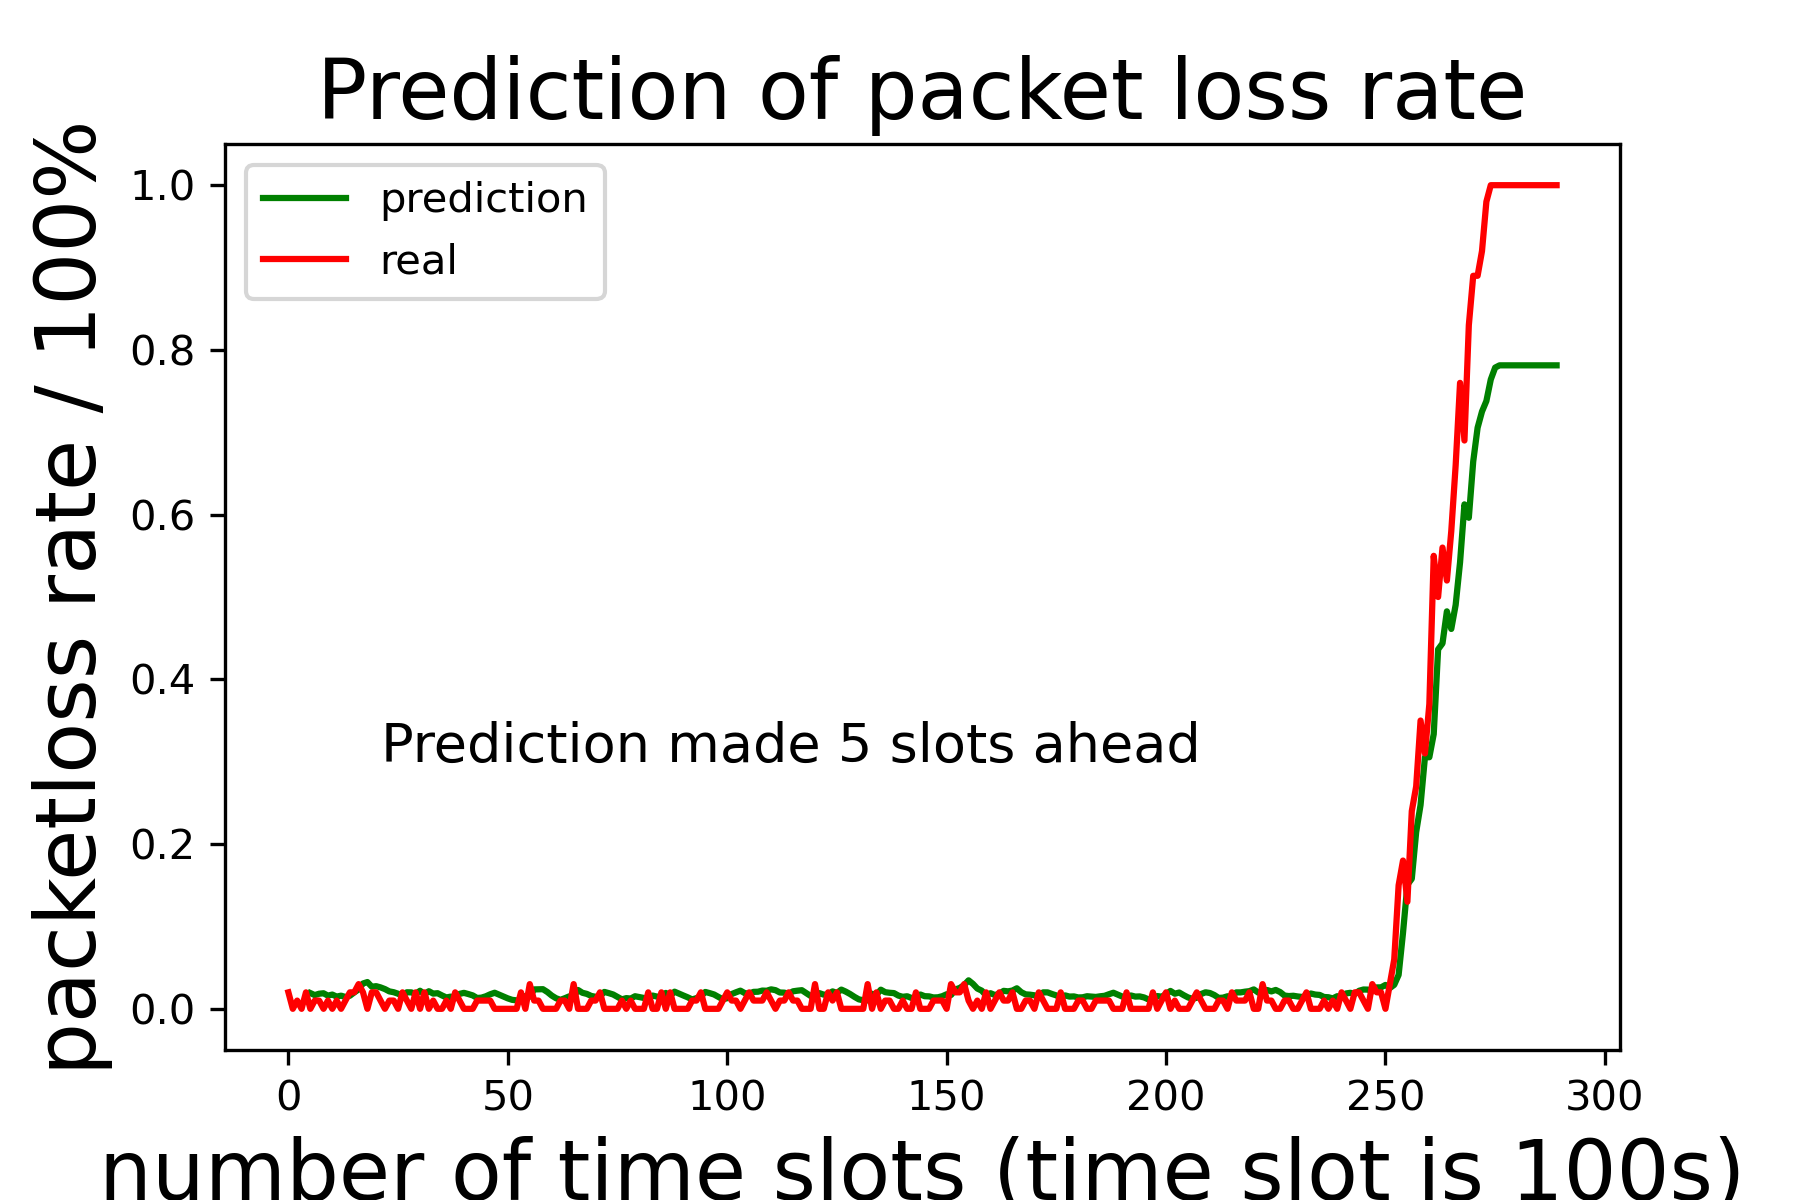 Prediction of packet loss rate
packetloss rate / 100%
1.0
0.8
0.6
0.4
0.2
0.0
prediction
real
Prediction made 5 slots ahead
0 50 100 150 200 250 300
number of time slots (time slot is 100s)